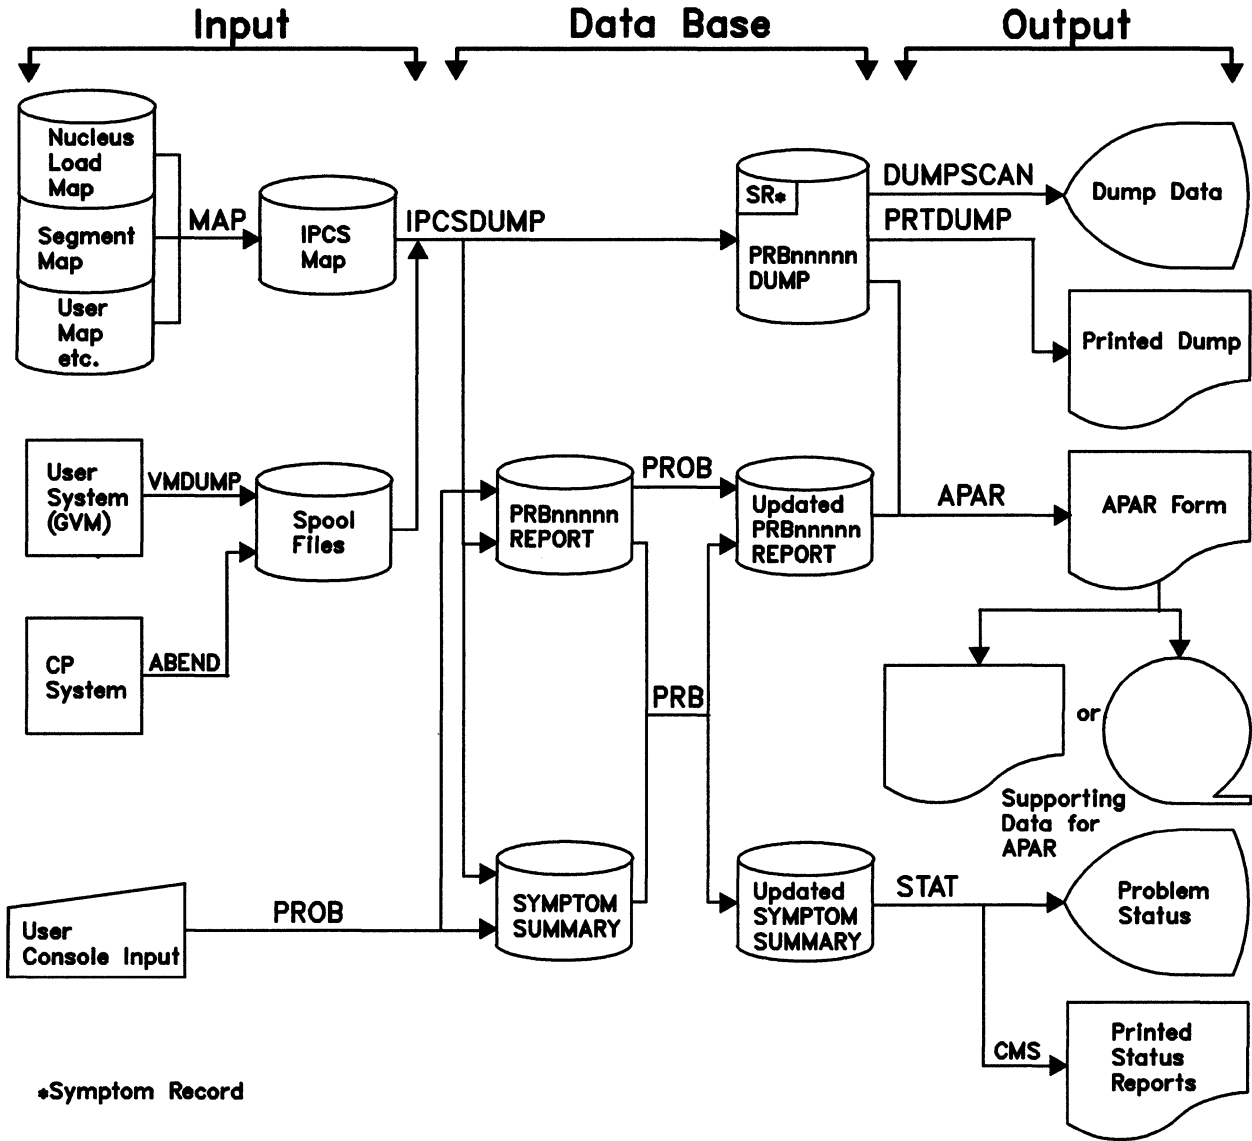 Input
Data Base
Output
Nucleus
Load
Map
Segment
Map
User
Map
etc.
MAP
IPCS
Map
IPCSDUMP
SR*
PRBnnnnn
DUMP
DUMPSCAN
PRTDUMP
Dump Data
Printed Dump
User
System
(GVM)
VMDUMP
Spool
Files
CP
System
ABEND
PRBnnnnn
REPORT
PROB
Updated
PRBnnnnn
REPORT
APAR
APAR Form
PRB
or
Supporting
Data for
APAR
User
Console Input
PROB
SYMPTOM
SUMMARY
Updated
SYMPTOM
SUMMARY
STAT
Problem
Status
CMS
Printed
Status
Reports
*Symptom Record